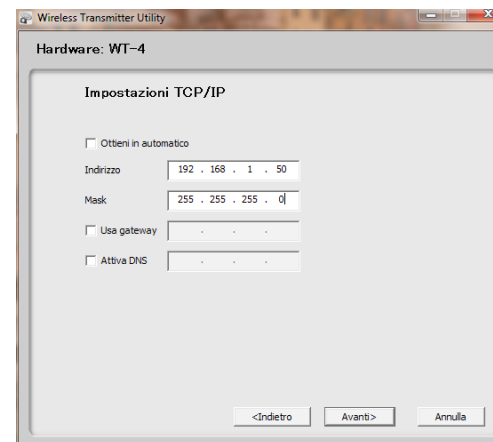 Wireless Transmitter Utility
Hardware: WT-4
Impostazioni TCP/IP
Ottieni in automatico
Indirizzo 192 . 168 . 1 . 50
Mask 255 . 255 . 255 . 0
Usa gateway . . .
Attiva DNS . . .
<Indietro Avanti> Annulla